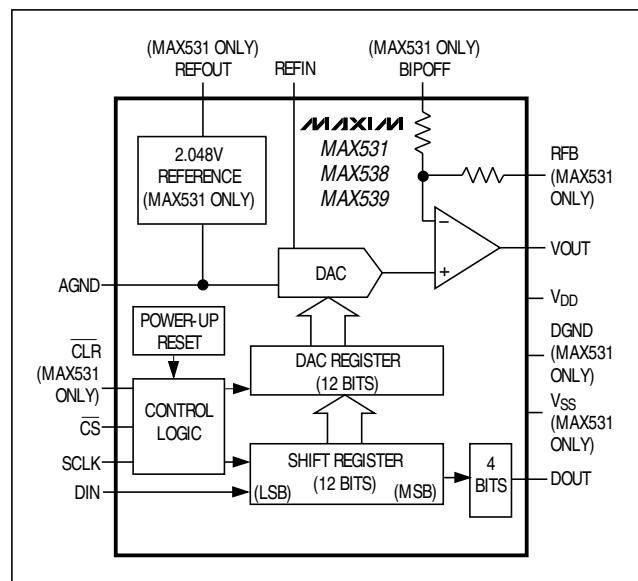 (MAX531 ONLY)
REFOUT
REFIN
(MAX531 ONLY)
BIPOFF
MAXIM
MAX531
MAX538
MAX539
2.048V
REFERENCE
(MAX531 ONLY)
RFB
(MAX531
ONLY)
−
+
VOUT
DAC
AGND
VDD
POWER-UP
RESET
DGND
(MAX531
ONLY)
CLR
(MAX531
ONLY)
DAC REGISTER
(12 BITS)
CONTROL
LOGIC
VSS
(MAX531
ONLY)
CS
SCLK
SHIFT REGISTER
(12 BITS)
(LSB)
(MSB)
4
BITS
DOUT
DIN